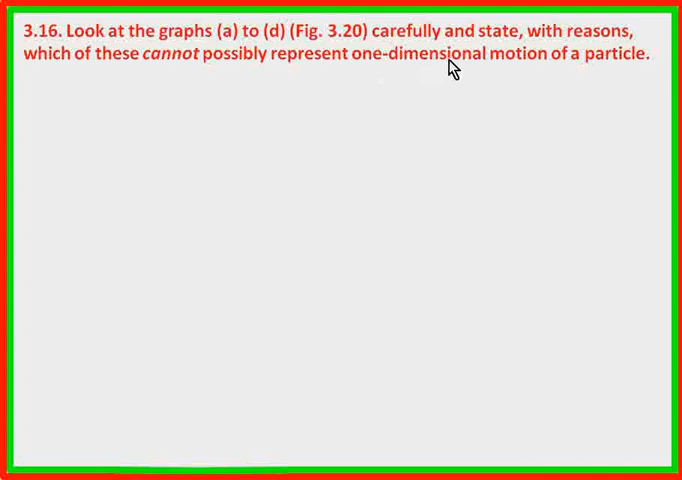 3.16. Look at the graphs (a) to (d) (Fig. 3.20) carefully and state, with reasons,
which of these cannot possibly represent one-dimensional motion of a particle.